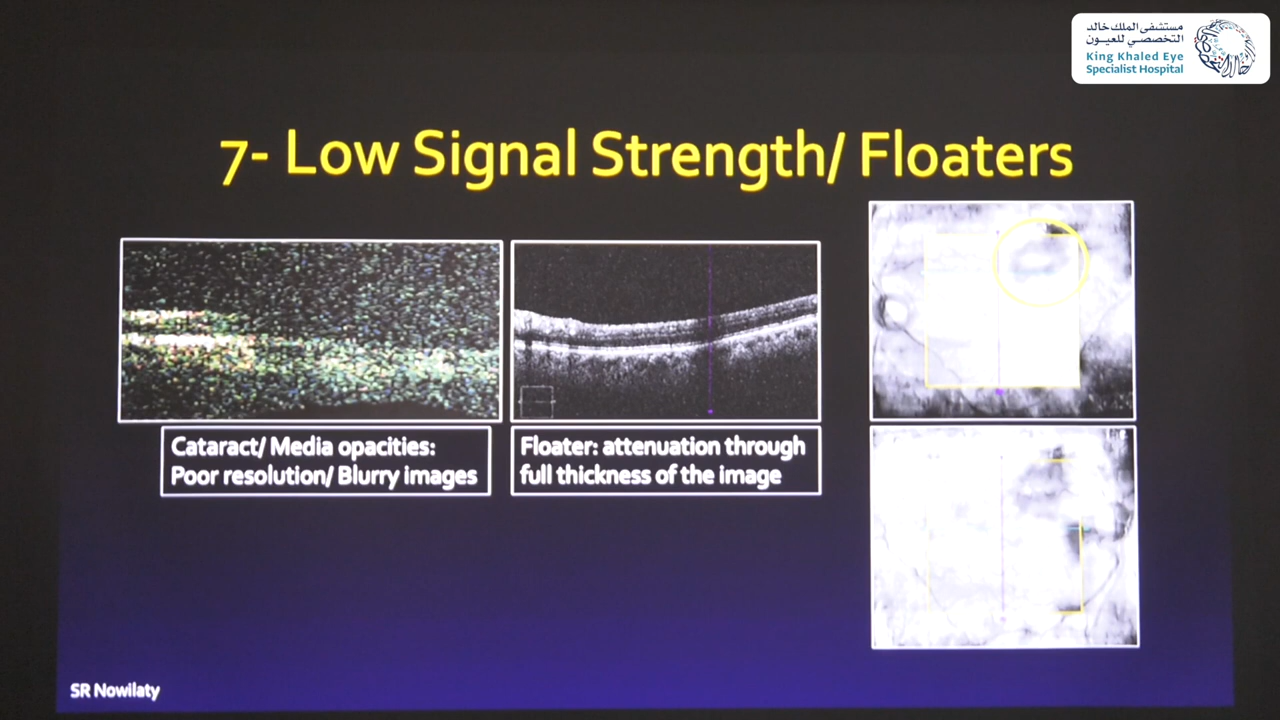 مستشفى الملك خالد
التخصصي للعيون
King Khaled Eye
Specialist Hospital
7- Low Signal Strength/ Floaters
Cataract/ Media opacities:
Poor resolution/ Blurry images
Floater: attenuation through
full thickness of the image
SR Nowilaty